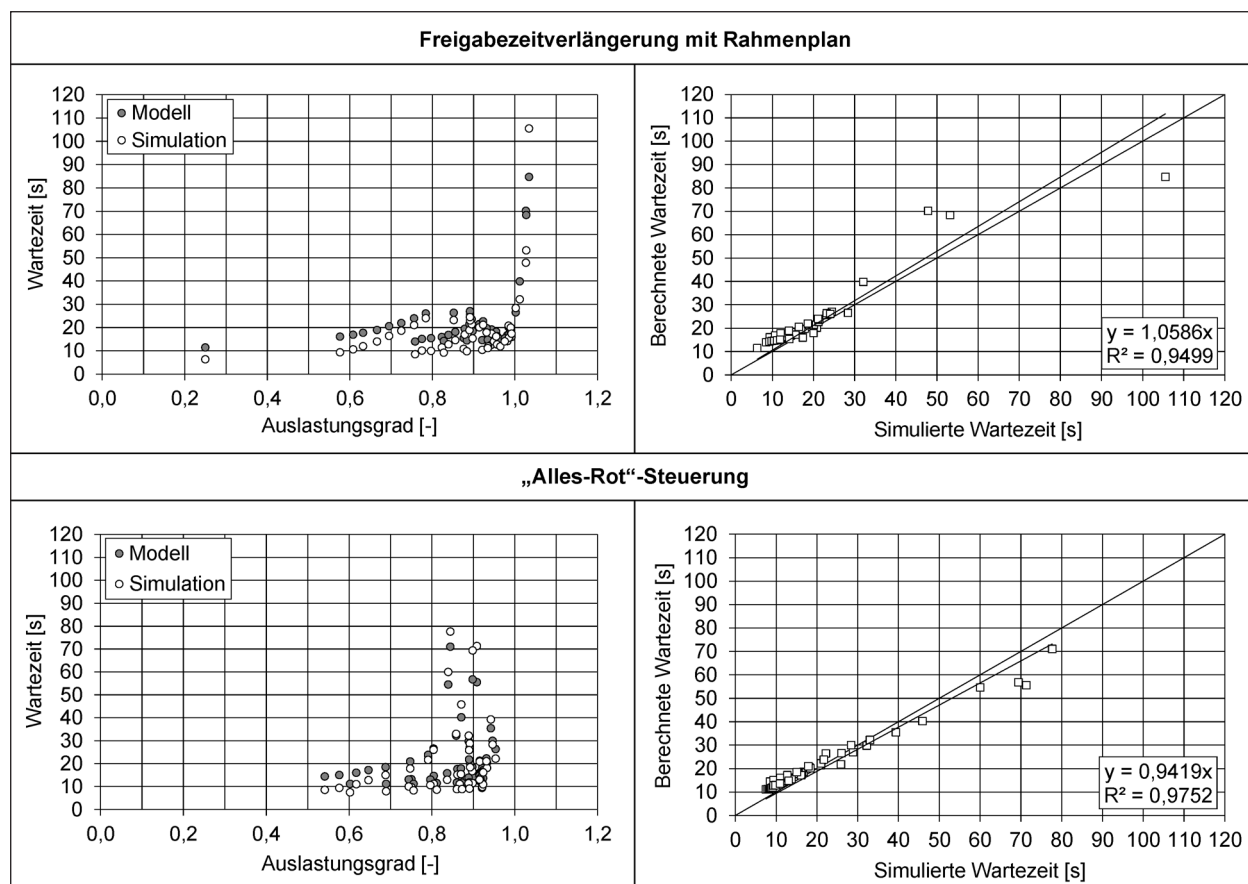 Freigabezeitverlängerung mit Rahmenplan
120
110
100
90
80
70
60
50
40
30
20
10
0
Wartezeit [s]
Modell
Simulation
0,0 0,2 0,4 0,6 0,8 1,0 1,2
Auslastungsgrad [-]
120
110
100
90
80
70
60
50
40
30
20
10
0
Berechnete Wartezeit [s]
y = 1,0586x
R² = 0,9499
0 10 20 30 40 50 60 70 80 90 100 110 120
Simulierte Wartezeit [s]
„Alles-Rot“-Steuerung
120
110
100
90
80
70
60
50
40
30
20
10
0
Wartezeit [s]
Modell
Simulation
0,0 0,2 0,4 0,6 0,8 1,0 1,2
Auslastungsgrad [-]
120
110
100
90
80
70
60
50
40
30
20
10
0
Berechnete Wartezeit [s]
y = 0,9419x
R² = 0,9752
0 10 20 30 40 50 60 70 80 90 100 110 120
Simulierte Wartezeit [s]